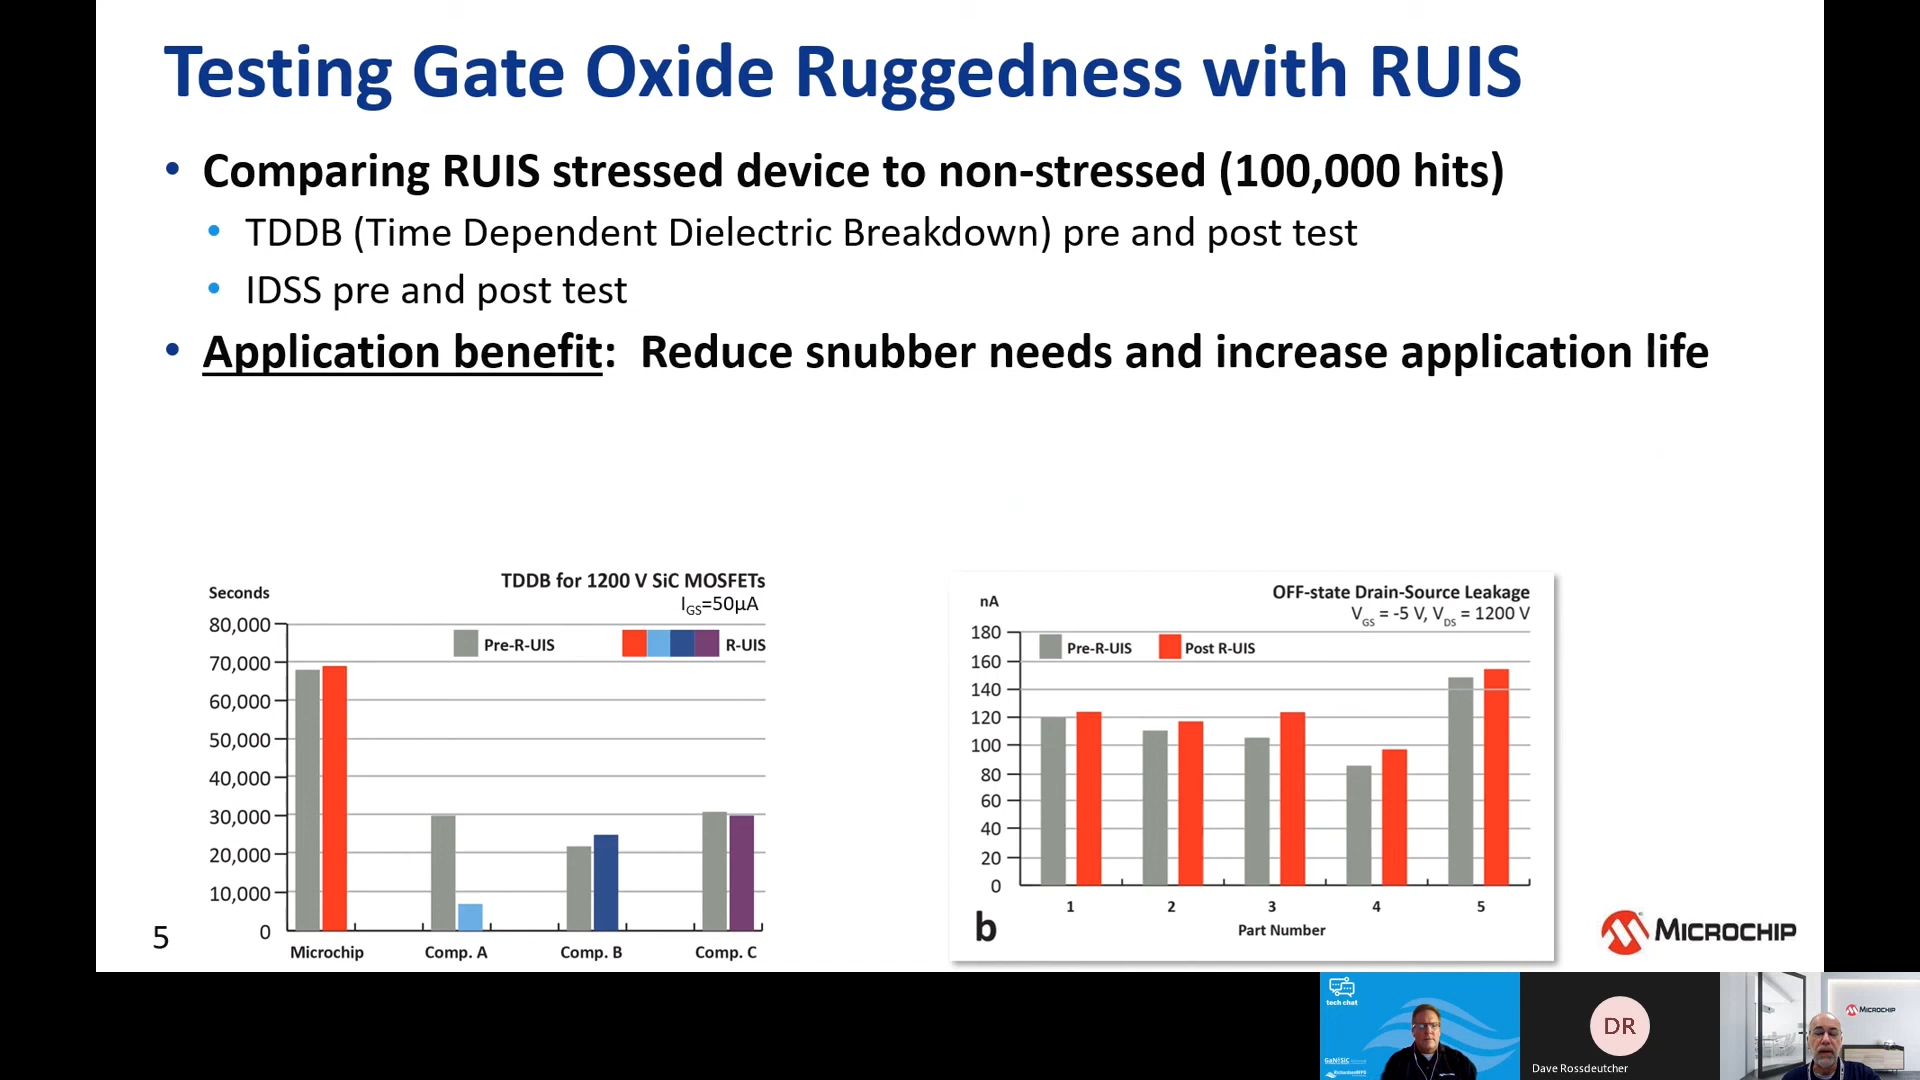 Testing Gate Oxide Ruggedness with RUIS
• Comparing RUIS stressed device to non-stressed (100,000 hits)
• TDDB (Time Dependent Dielectric Breakdown) pre and post test
• IDSS pre and post test
• Application benefit: Reduce snubber needs and increase application life
TDDB for 1200 V SiC MOSFETs
IGS=50µA
Seconds
Pre-R-UIS
R-UIS
80,000
70,000
60,000
50,000
40,000
30,000
20,000
10,000
0
Microchip Comp. A Comp. B Comp. C
5
OFF-state Drain-Source Leakage
VGS = -5 V, VDS = 1200 V
nA
Pre-R-UIS Post R-UIS
180
160
140
120
100
80
60
40
20
0
1 2 3 4 5
Part Number
b
MICROCHIP
tech chat
DR
Dave Rossdeutcher
MICROCHIP